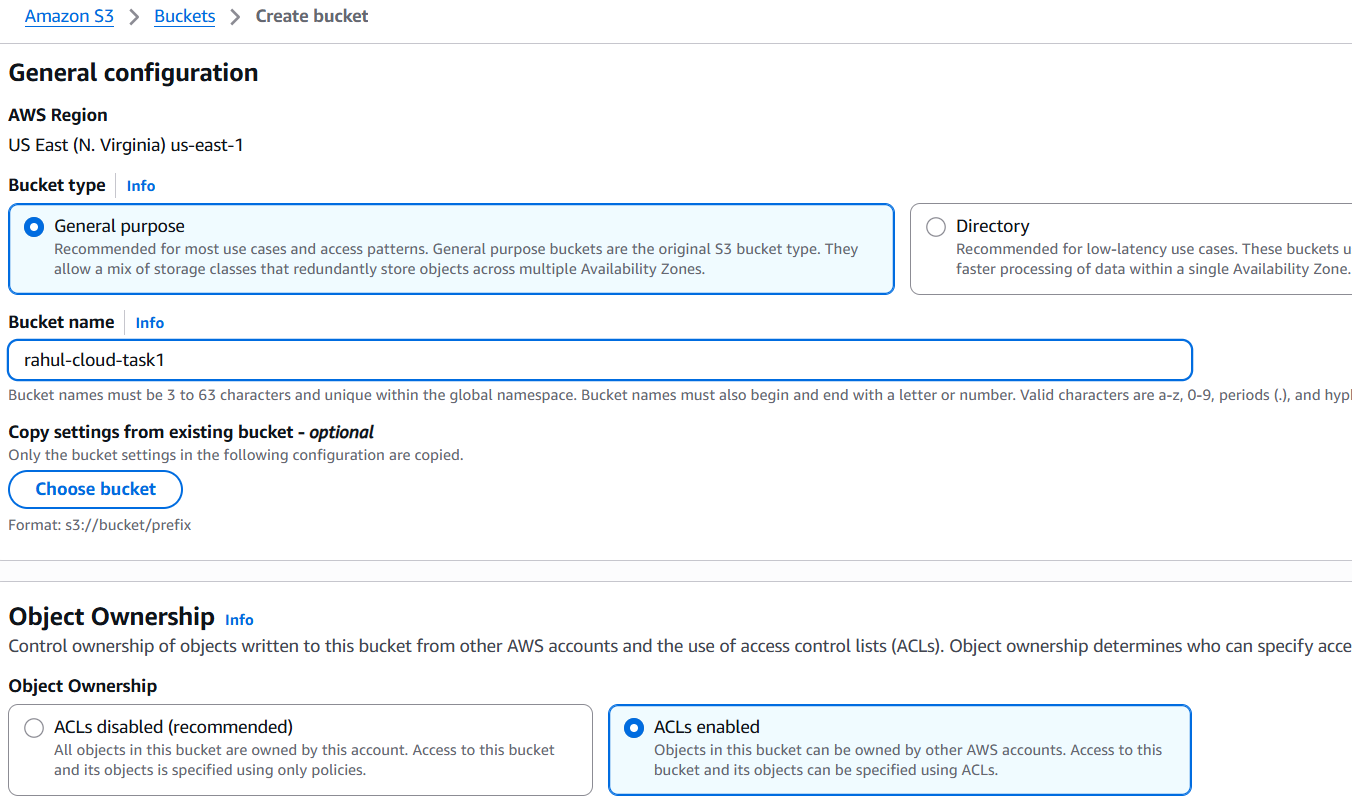 Amazon S3 > Buckets > Create bucket
General configuration
AWS Region
US East (N. Virginia) us-east-1
Bucket type Info
General purpose
Recommended for most use cases and access patterns. General purpose buckets are the original S3 bucket type. They
allow a mix of storage classes that redundantly store objects across multiple Availability Zones.
Directory
Recommended for low-latency use cases. These buckets u
faster processing of data within a single Availability Zone.
Bucket name Info
rahul-cloud-task1
Bucket names must be 3 to 63 characters and unique within the global namespace. Bucket names must also begin and end with a letter or number. Valid characters are a-z, 0-9, periods (.), and hyph
Copy settings from existing bucket - optional
Only the bucket settings in the following configuration are copied.
Choose bucket
Format: s3://bucket/prefix
Object Ownership Info
Control ownership of objects written to this bucket from other AWS accounts and the use of access control lists (ACLs). Object ownership determines who can specify acce
Object Ownership
ACLs disabled (recommended)
All objects in this bucket are owned by this account. Access to this bucket
and its objects is specified using only policies.
ACLs enabled
Objects in this bucket can be owned by other AWS accounts. Access to this
bucket and its objects can be specified using ACLs.